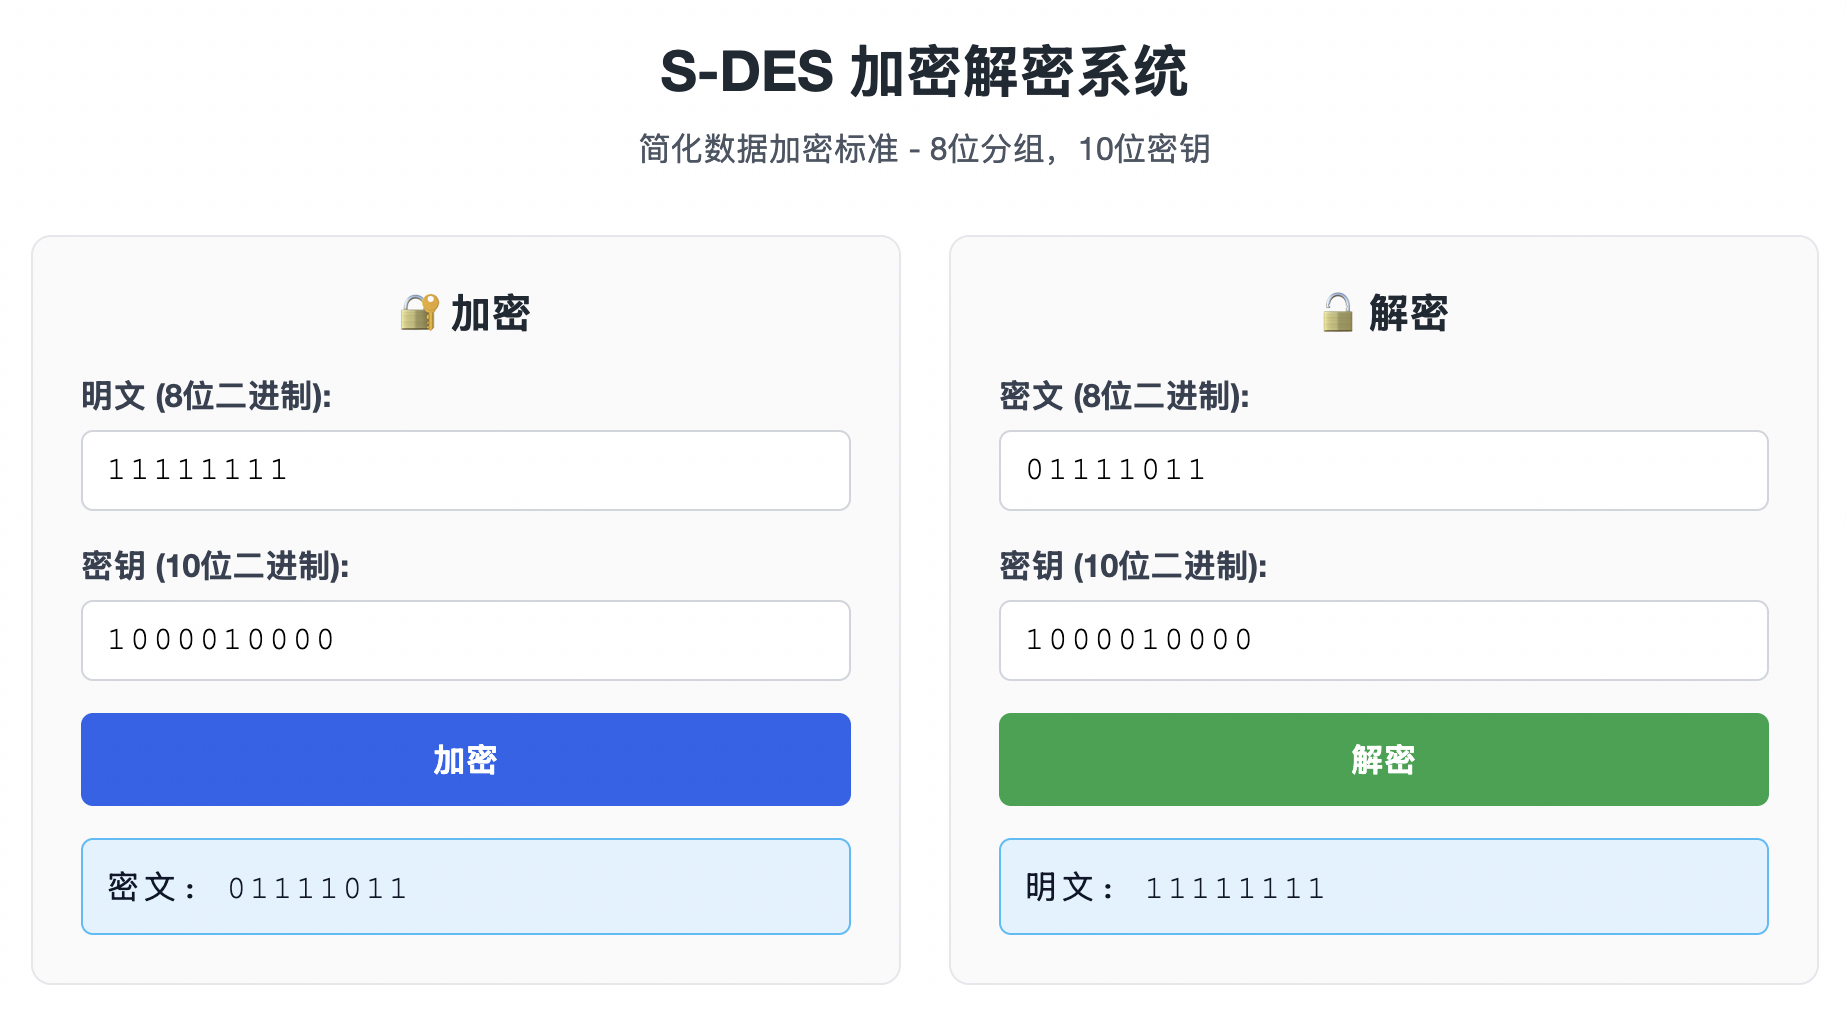 S-DES 加密解密系统
简化数据加密标准 - 8位分组，10位密钥
🔐 加密
明文 (8位二进制):
11111111
密钥 (10位二进制):
1000010000
加密
密文: 01111011
🔓 解密
密文 (8位二进制):
01111011
密钥 (10位二进制):
1000010000
解密
明文: 11111111